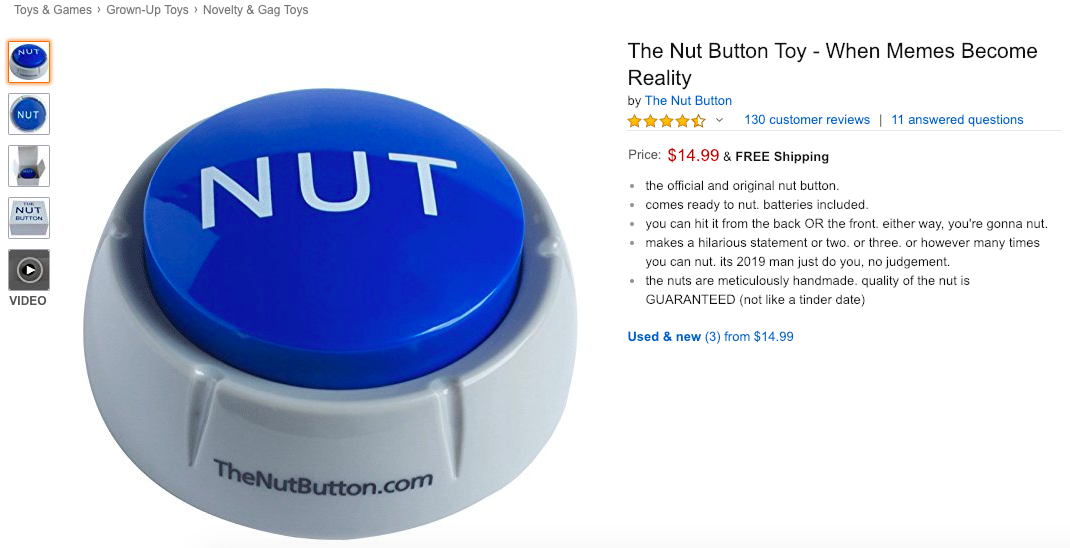 Toys & Games › Grown-Up Toys › Novelty & Gag Toys
NUT
NUT
THE
NUT
BUTTON
VIDEO
NUT
TheNutButton.com
The Nut Button Toy - When Memes Become
Reality
by The Nut Button
130 customer reviews | 11 answered questions
Price: $14.99 & FREE Shipping
• the official and original nut button.
• comes ready to nut. batteries included.
• you can hit it from the back OR the front. either way, you're gonna nut.
• makes a hilarious statement or two. or three. or however many times
you can nut. its 2019 man just do you, no judgement.
• the nuts are meticulously handmade. quality of the nut is
GUARANTEED (not like a tinder date)
Used & new (3) from $14.99